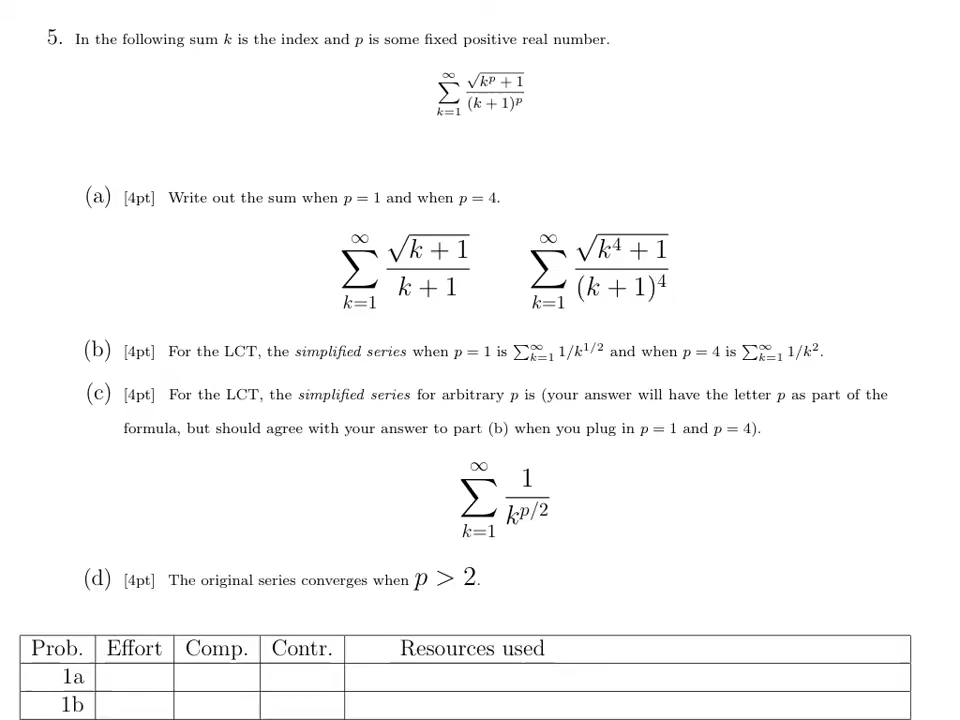 5. In the following sum k is the index and p is some fixed positive real number.
∞∑k=1 √(k^p + 1) / (k + 1)^p
(a) [4pt] Write out the sum when p = 1 and when p = 4.
∞∑k=1 √(k + 1) / (k + 1) ∞∑k=1 √(k^4 + 1) / (k + 1)^4
(b) [4pt] For the LCT, the simplified series when p = 1 is ∑∞k=1 1/k^1/2 and when p = 4 is ∑∞k=1 1/k^2.
(c) [4pt] For the LCT, the simplified series for arbitrary p is (your answer will have the letter p as part of the
formula, but should agree with your answer to part (b) when you plug in p = 1 and p = 4).
∞∑k=1 1 / k^p/2
(d) [4pt] The original series converges when p > 2.
Prob. Effort Comp. Contr. Resources used
1a
1b